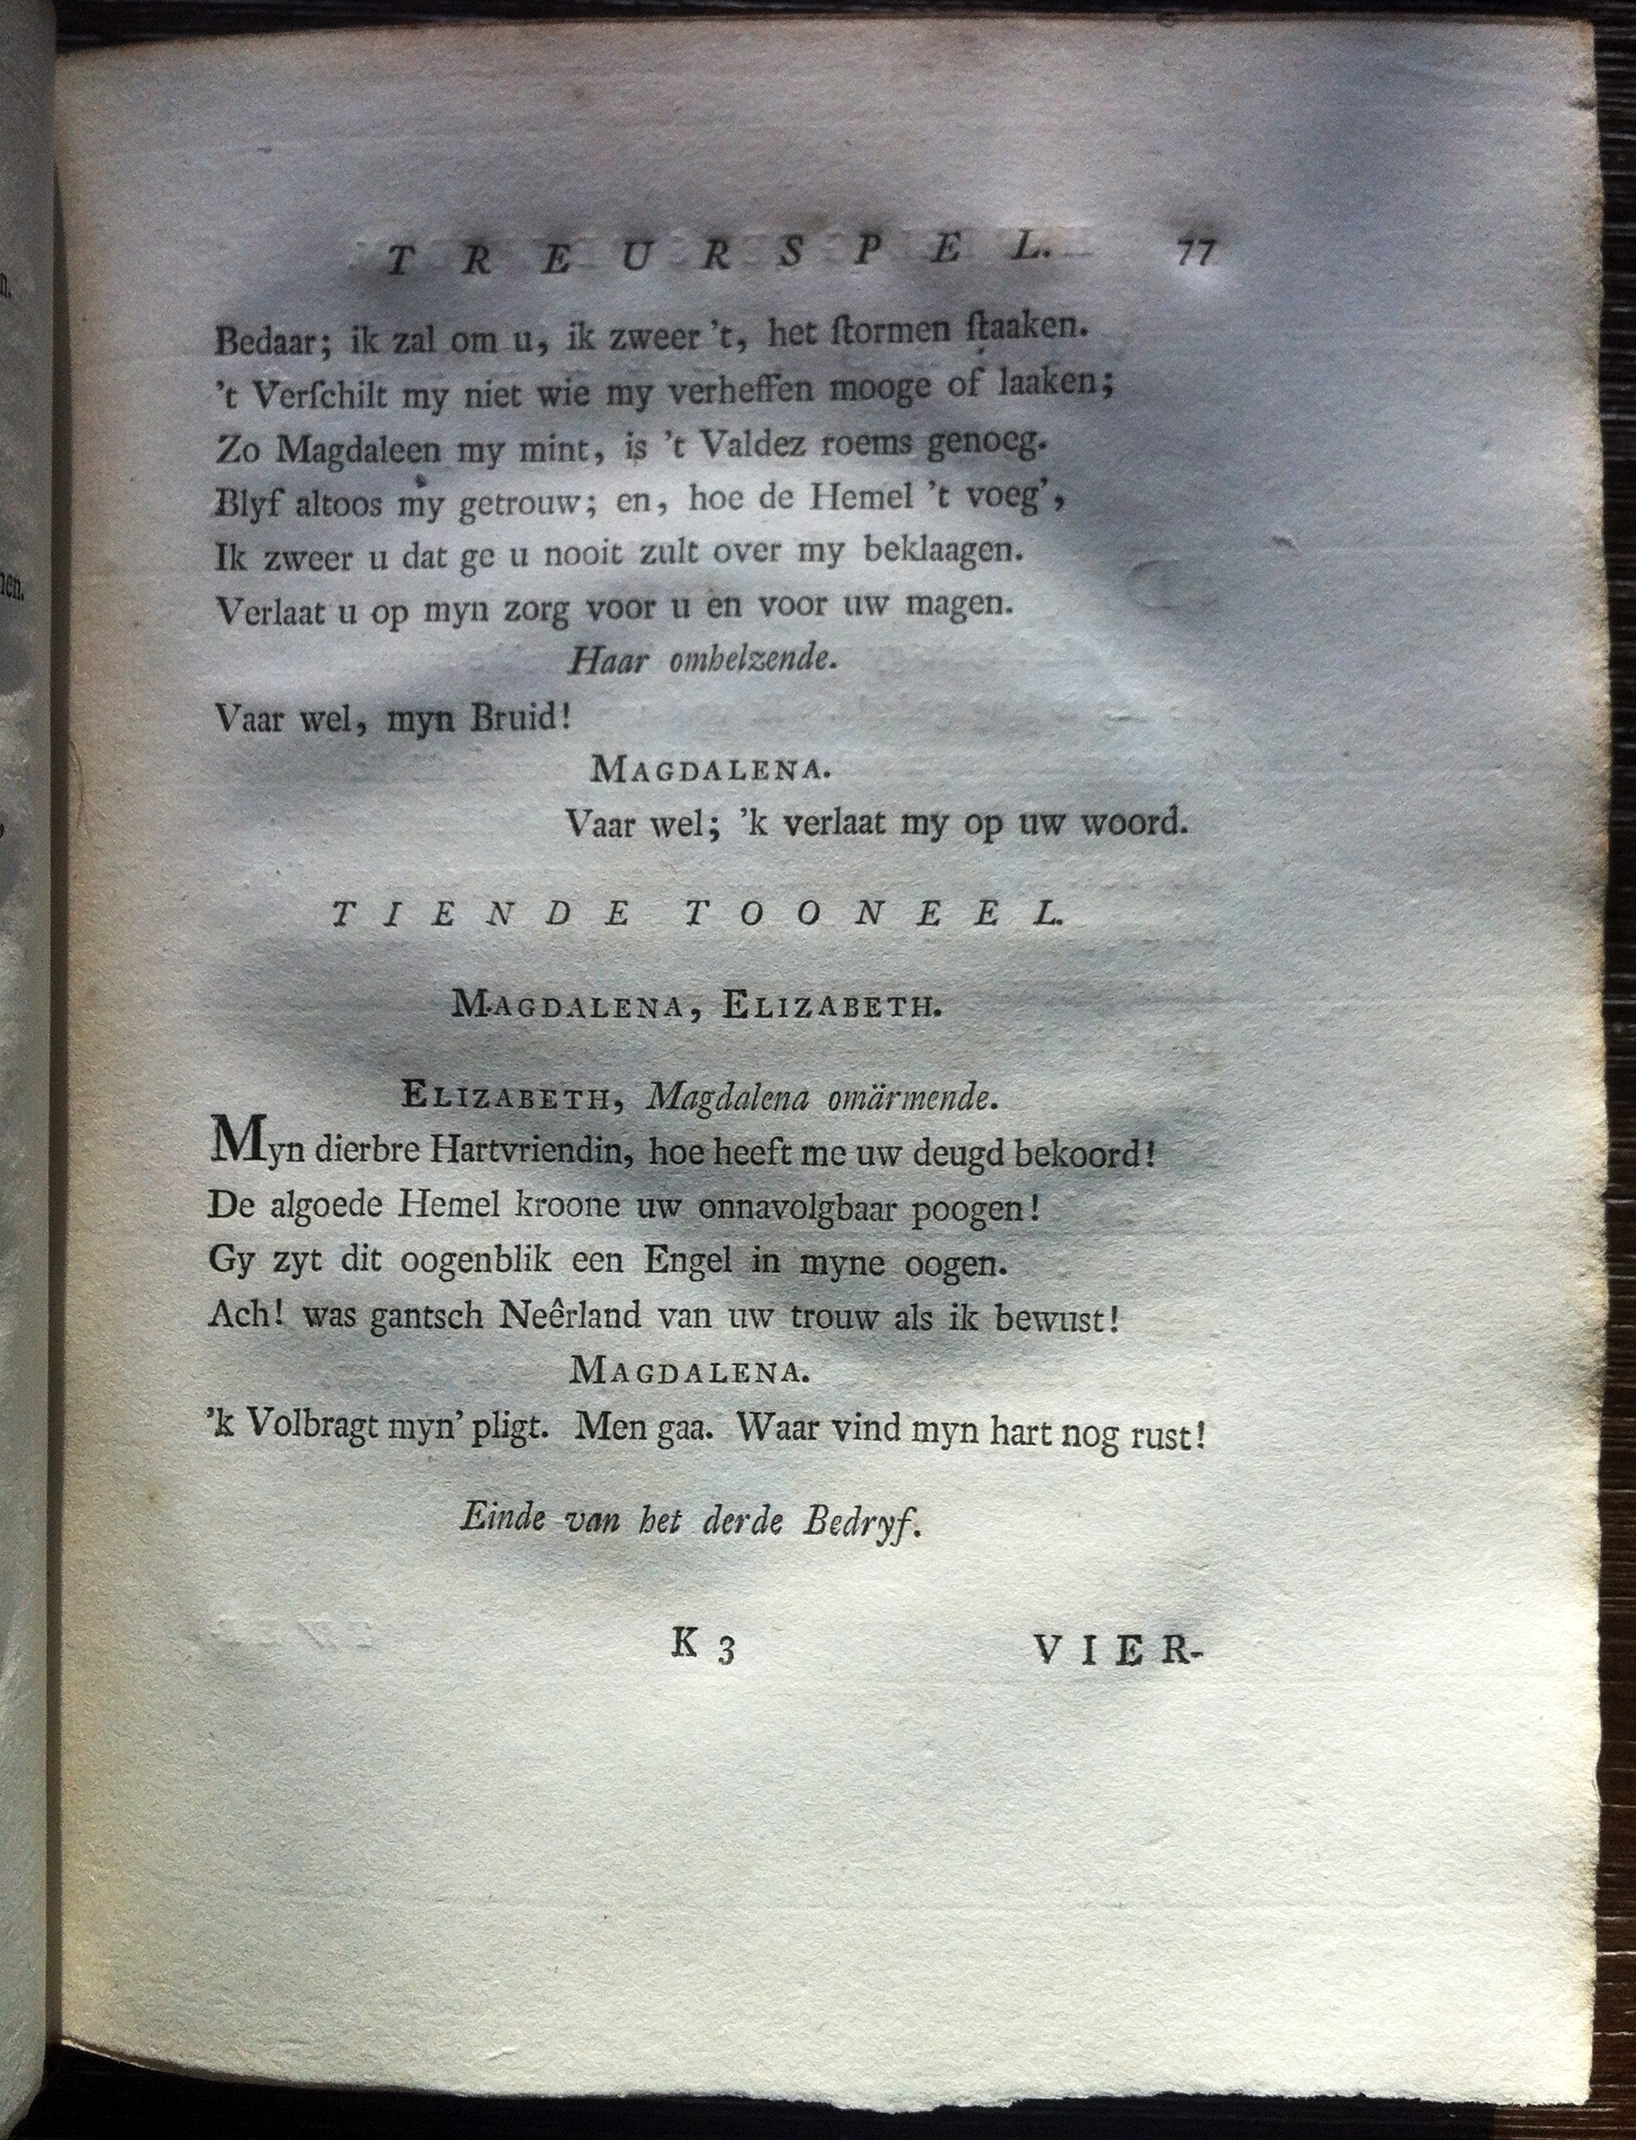 TREURSPEL. 77
Bedaar; ik zal om u, ik zweer 't, het ſtormen ſtaaken.
't Verſchilt my niet wie my verheffen mooge of laaken;
Zo Magdaleen my mint, is 't Valdez roems genoeg.
Blyf altoos my getrouw; en, hoe de Hemel 't voeg',
Ik zweer u dat ge u nooit zult over my beklaagen.
Verlaat u op myn zorg voor u en voor uw magen.
Haar omhelzende.
Vaar wel, myn Bruid!
MAGDALENA.
Vaar wel; 'k verlaat my op uw woord.
TIENDE TOONEEL.
MAGDALENA, ELIZABETH.
ELIZABETH, Magdalena omärmende.
Myn dierbre Hartvriendin, hoe heeft me uw deugd bekoord!
De algoede Hemel kroone uw onnavolgbaar poogen!
Gy zyt dit oogenblik een Engel in myne oogen.
Ach! was gantsch Neêrland van uw trouw als ik bewust!
MAGDALENA.
'k Volbragt myn' pligt. Men gaa. Waar vind myn hart nog rust!
Einde van het derde Bedryf.
K 3 VIER-